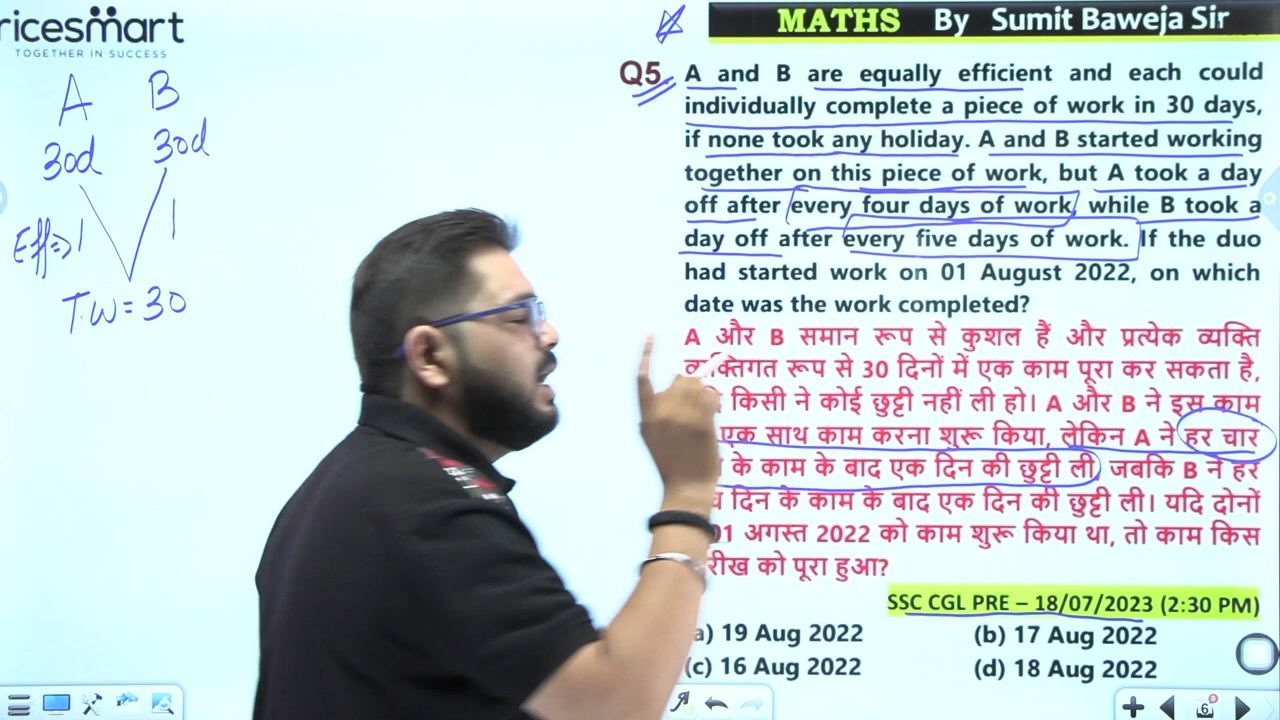 ricesmart
TOGETHER IN SUCCESS
MATHS By Sumit Baweja Sir
A B
30d 30d
Eff⇒ 1 1
T.W = 30
Q5. A and B are equally efficient and each could
individually complete a piece of work in 30 days,
if none took any holiday. A and B started working
together on this piece of work, but A took a day
off after every four days of work, while B took a
day off after every five days of work. If the duo
had started work on 01 August 2022, on which
date was the work completed?
A और B समान रूप से कुशल हैं और प्रत्येक व्यक्ति
व्यक्तिगत रूप से 30 दिनों में एक काम पूरा कर सकता है,
किसी ने कोई छुट्टी नहीं ली हो। A और B ने इस काम
एक साथ काम करना शुरू किया, लेकिन A ने हर चार
के काम के बाद एक दिन की छुट्टी ली, जबकि B ने हर
दिन के काम के बाद एक दिन की छुट्टी ली। यदि दोनों
01 अगस्त 2022 को काम शुरू किया था, तो काम किस
रीख को पूरा हुआ?
SSC CGL PRE – 18/07/2023 (2:30 PM)
a) 19 Aug 2022 (b) 17 Aug 2022
(c) 16 Aug 2022 (d) 18 Aug 2022
6